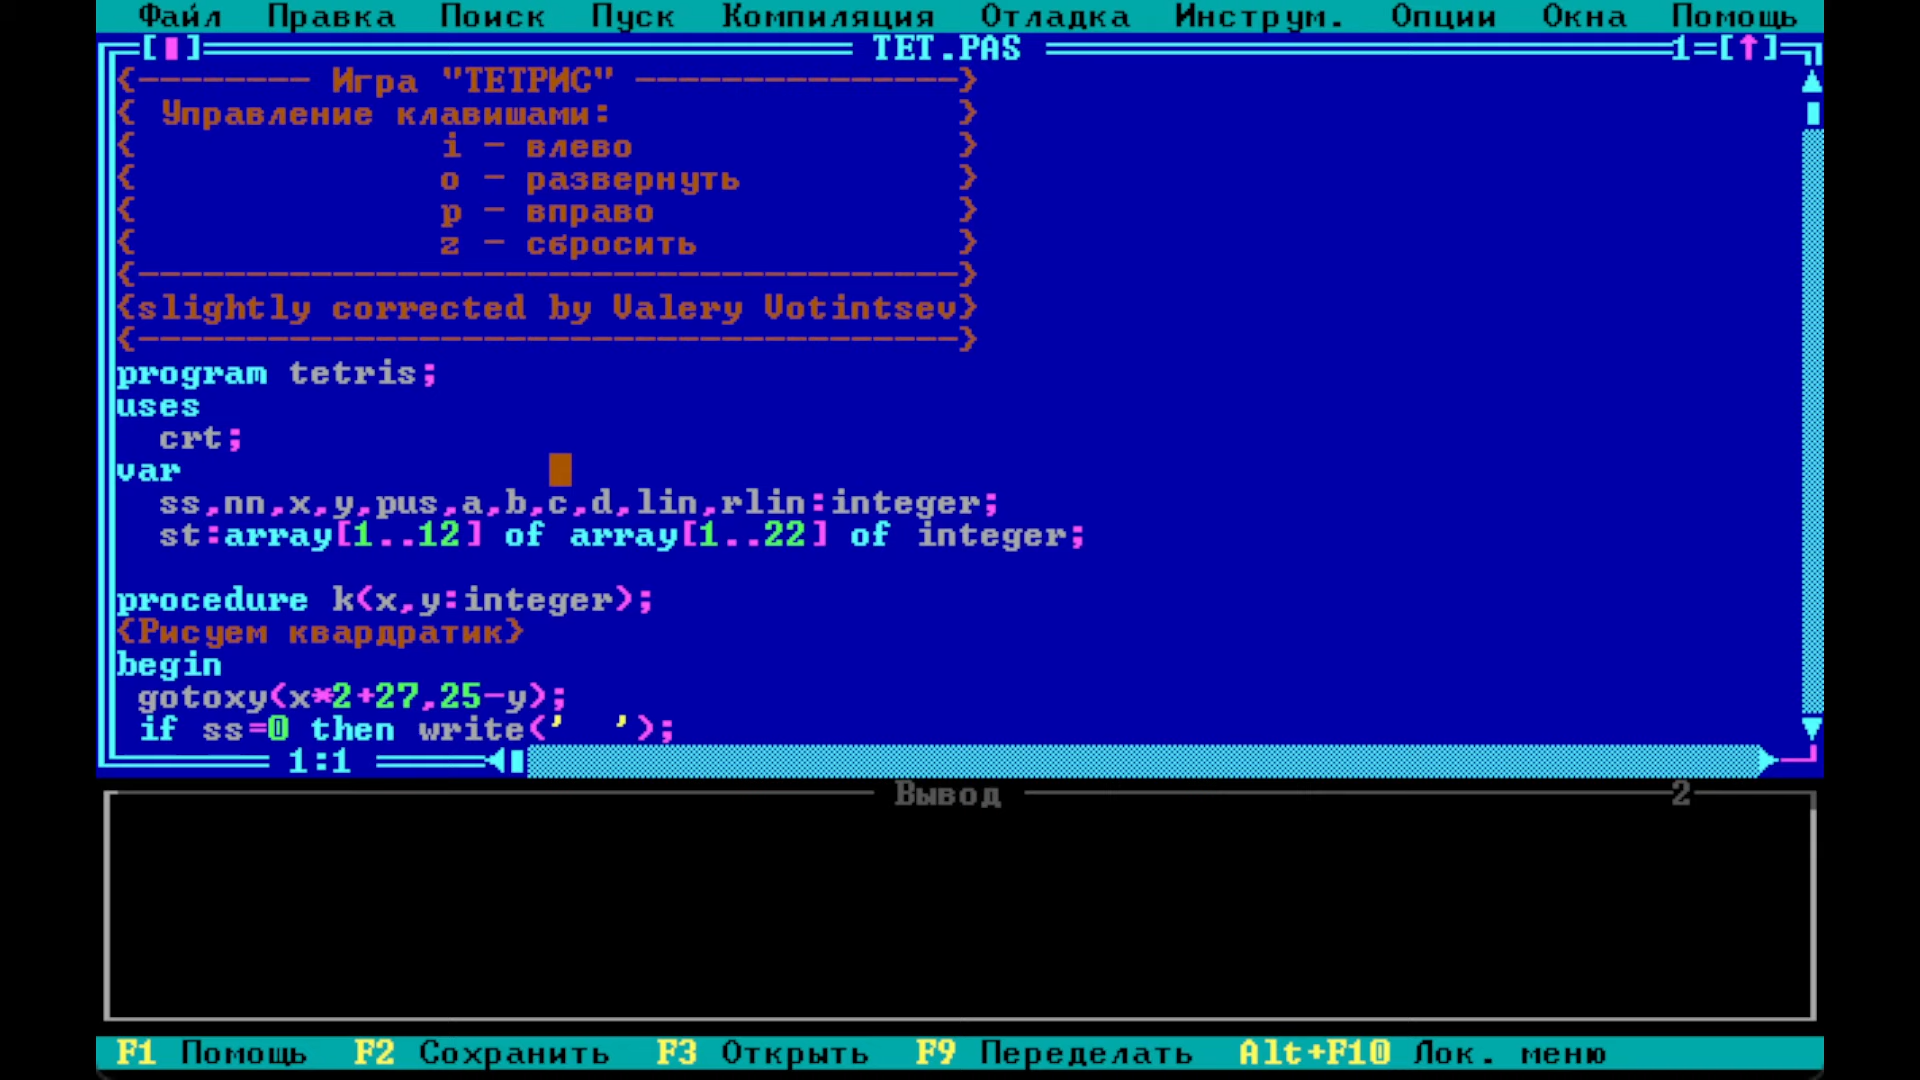 Файл Правка Поиск Пуск Компиляция Отладка Инструм. Опции Окна Помощь
[▮] TET.PAS 1=[↑]
{-------- Игра "ТЕТРИС" ---------------}
{ Управление клавишами: }
{ i - влево }
{ o - развернуть }
{ p - вправо }
{ z - сбросить }
{--------------------------------------}
{slightly corrected by Valery Votintsev}
{--------------------------------------}
program tetris;
uses
crt;
var
ss,nn,x,y,pus,a,b,c,d,lin,rlin:integer;
st:array[1..12] of array[1..22] of integer;
procedure k(x,y:integer);
{Рисуем квардратик}
begin
gotoxy(x*2+27,25-y);
if ss=0 then write('  ');
1:1
Вывод 2
F1 Помощь F2 Сохранить F3 Открыть F9 Переделать Alt+F10 Лок. меню